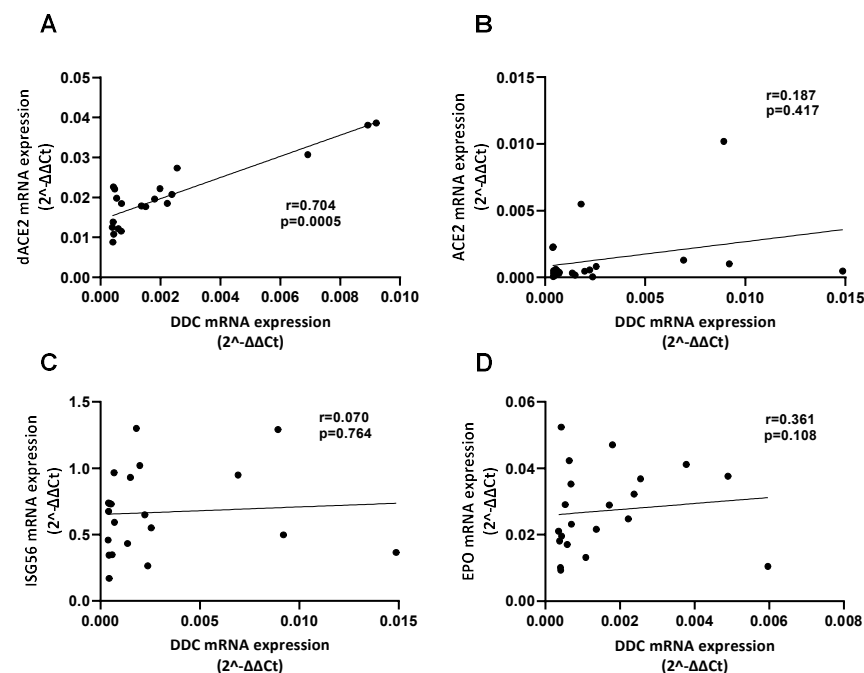 A
0.05
0.04
0.03
0.02
0.01
0.00
dACE2 mRNA expression
(2^-ΔΔCt)
r=0.704
p=0.0005
0.000 0.002 0.004 0.006 0.008 0.010
DDC mRNA expression
(2^-ΔΔCt)
B
0.015
0.010
0.005
0.000
ACE2 mRNA expression
(2^-ΔΔCt)
r=0.187
p=0.417
0.000 0.005 0.010 0.015
DDC mRNA expression
(2^-ΔΔCt)
C
1.5
1.0
0.5
0.0
ISG56 mRNA expression
(2^-ΔΔCt)
r=0.070
p=0.764
0.000 0.005 0.010 0.015
DDC mRNA expression
(2^-ΔΔCt)
D
0.06
0.04
0.02
0.00
EPO mRNA expression
(2^-ΔΔCt)
r=0.361
p=0.108
0.000 0.002 0.004 0.006 0.008
DDC mRNA expression
(2^-ΔΔCt)